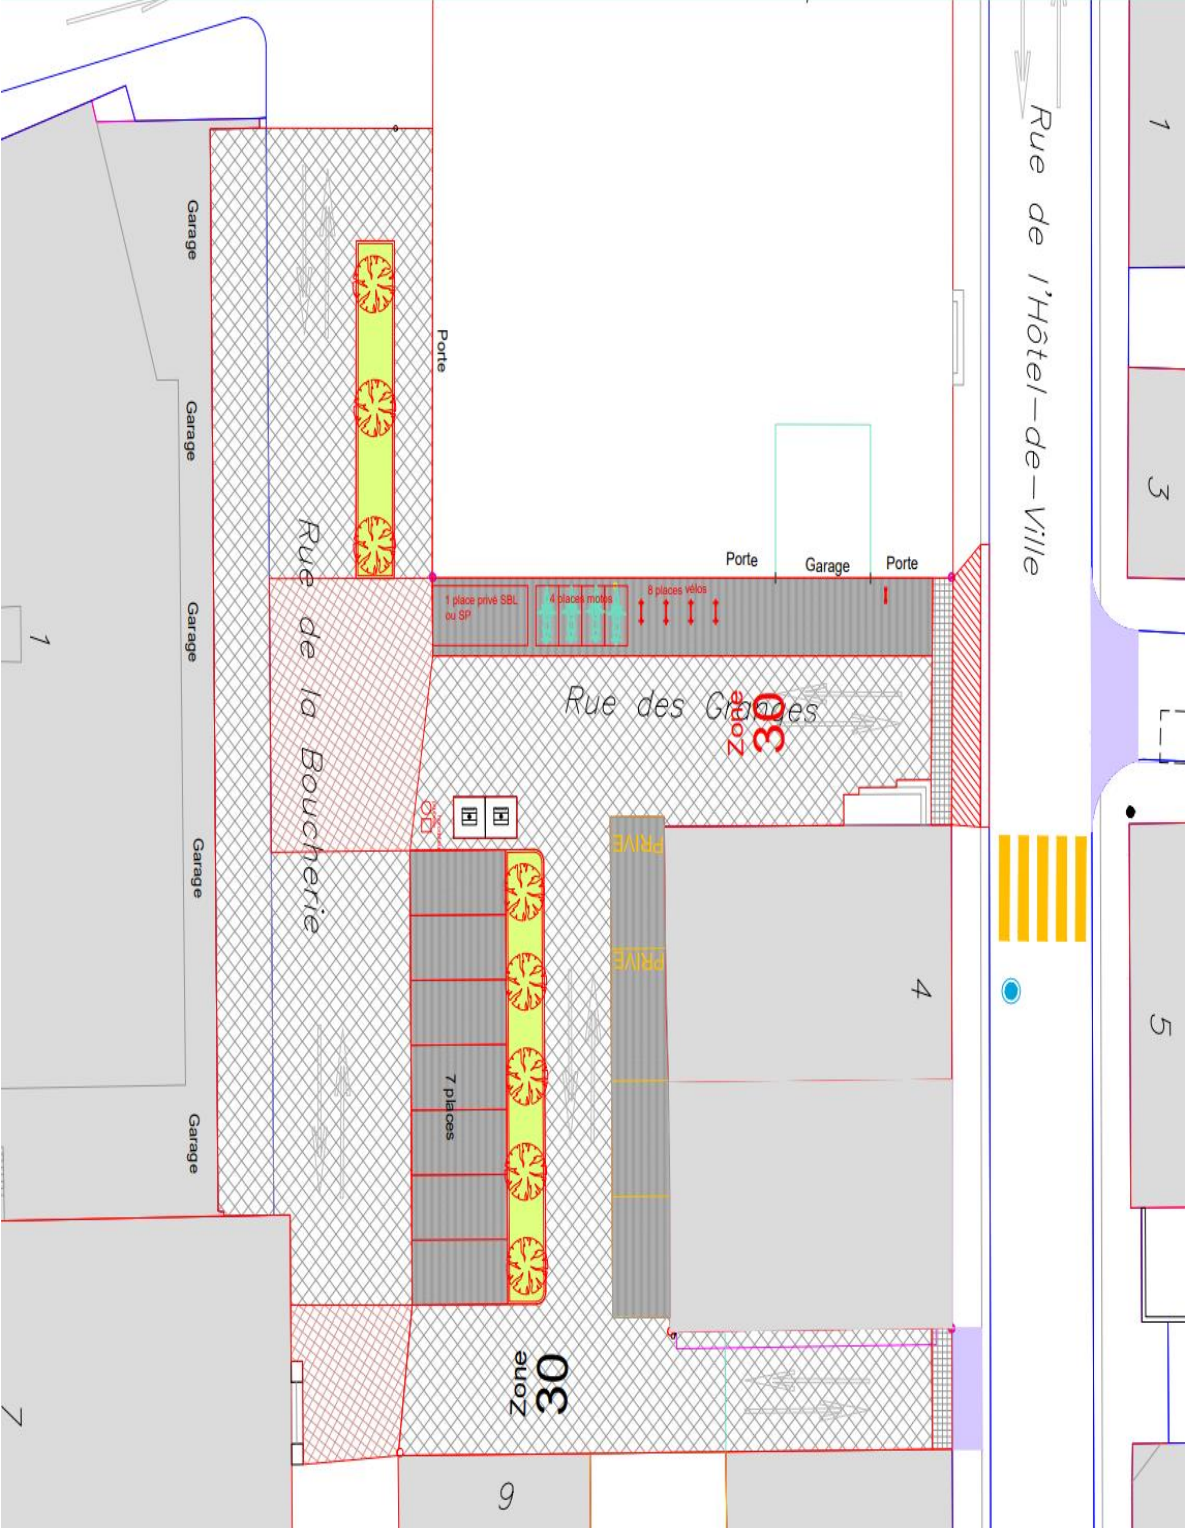 Rue de l'Hôtel-de-Ville
1
3
5
Garage
Garage
Garage
Garage
Garage
Porte
Rue de la Boucherie
1
Porte
Garage
Porte
1 place privé SBL
ou SP
4 places motos
8 places vélos
Rue des Granges
Zone
30
PRIVE
PRIVE
4
7 places
Zone
30
7
6